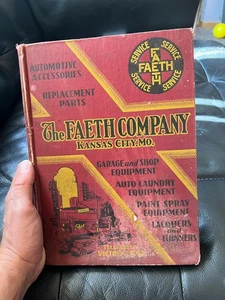 AUTOMOTIVE
ACCESSORIES
REPLACEMENT
PARTS
SERVICE
SERVICE
FAETH
FAETH
SERVICE
SERVICE
The FAETH COMPANY
KANSAS CITY, MO.
GARAGE and SHOP
EQUIPMENT
AUTO LAUNDRY
EQUIPMENT
PAINT SPRAY
EQUIPMENT
LACQUERS
AND
THINNERS